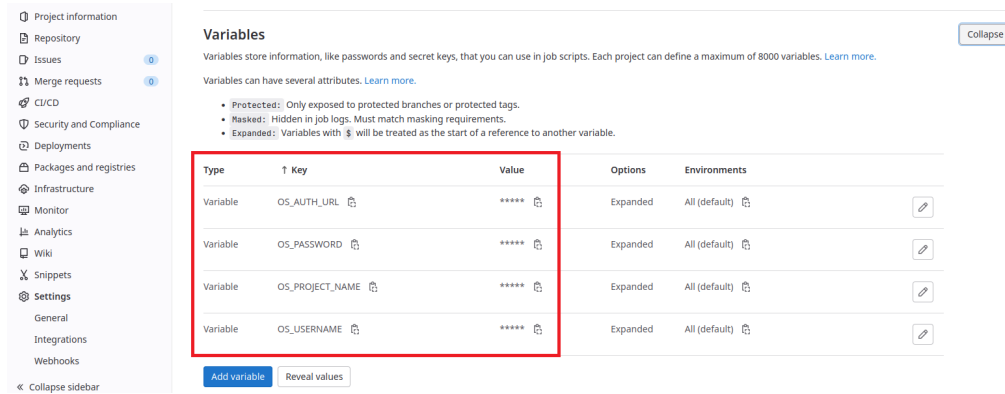 Project information
Repository
Issues 0
Merge requests 0
CI/CD
Security and Compliance
Deployments
Packages and registries
Infrastructure
Monitor
Analytics
Wiki
Snippets
Settings
General
Integrations
Webhooks
« Collapse sidebar
Variables
Collapse
Variables store information, like passwords and secret keys, that you can use in job scripts. Each project can define a maximum of 8000 variables. Learn more.
Variables can have several attributes. Learn more.
• Protected: Only exposed to protected branches or protected tags.
• Masked: Hidden in job logs. Must match masking requirements.
• Expanded: Variables with $ will be treated as the start of a reference to another variable.
Type ↑ Key Value Options Environments
Variable OS_AUTH_URL ***** Expanded All (default)
Variable OS_PASSWORD ***** Expanded All (default)
Variable OS_PROJECT_NAME ***** Expanded All (default)
Variable OS_USERNAME ***** Expanded All (default)
Add variable Reveal values